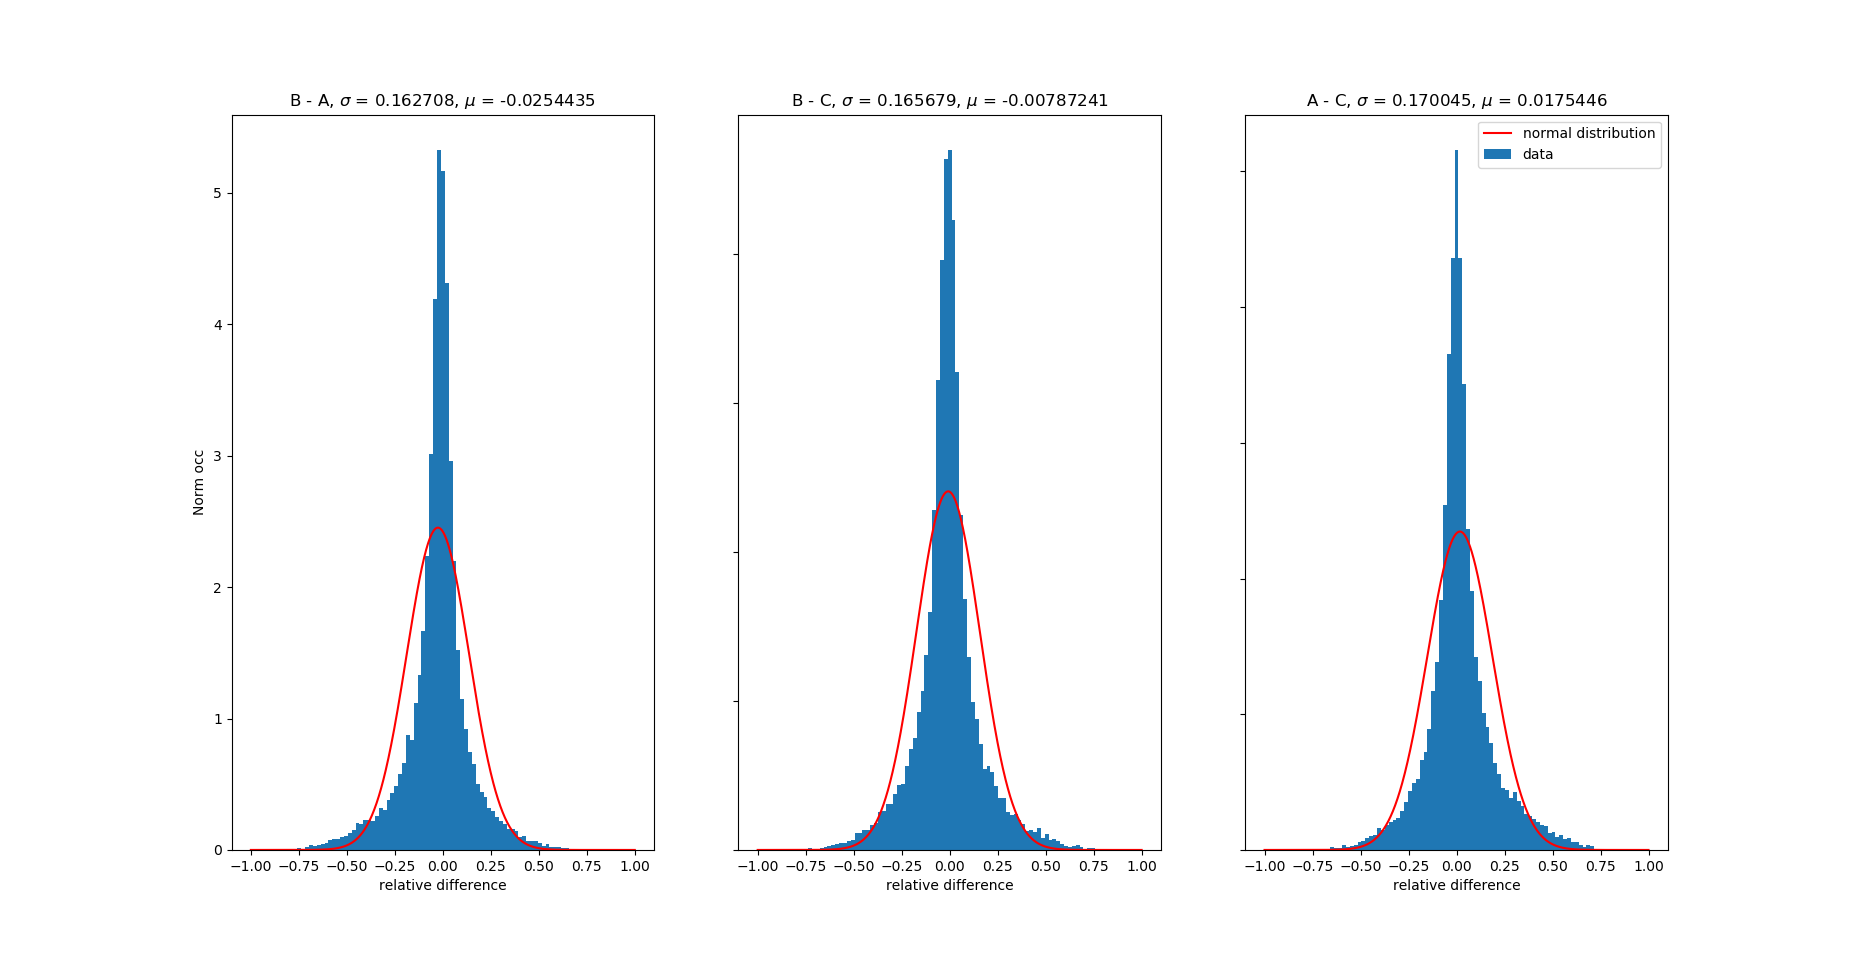 B - A, σ = 0.162708, μ = -0.0254435
B - C, σ = 0.165679, μ = -0.00787241
A - C, σ = 0.170045, μ = 0.0175446
normal distribution
data
Norm occ
5
4
3
2
1
0
−1.00 −0.75 −0.50 −0.25 0.00 0.25 0.50 0.75 1.00
relative difference
−1.00 −0.75 −0.50 −0.25 0.00 0.25 0.50 0.75 1.00
relative difference
−1.00 −0.75 −0.50 −0.25 0.00 0.25 0.50 0.75 1.00
relative difference